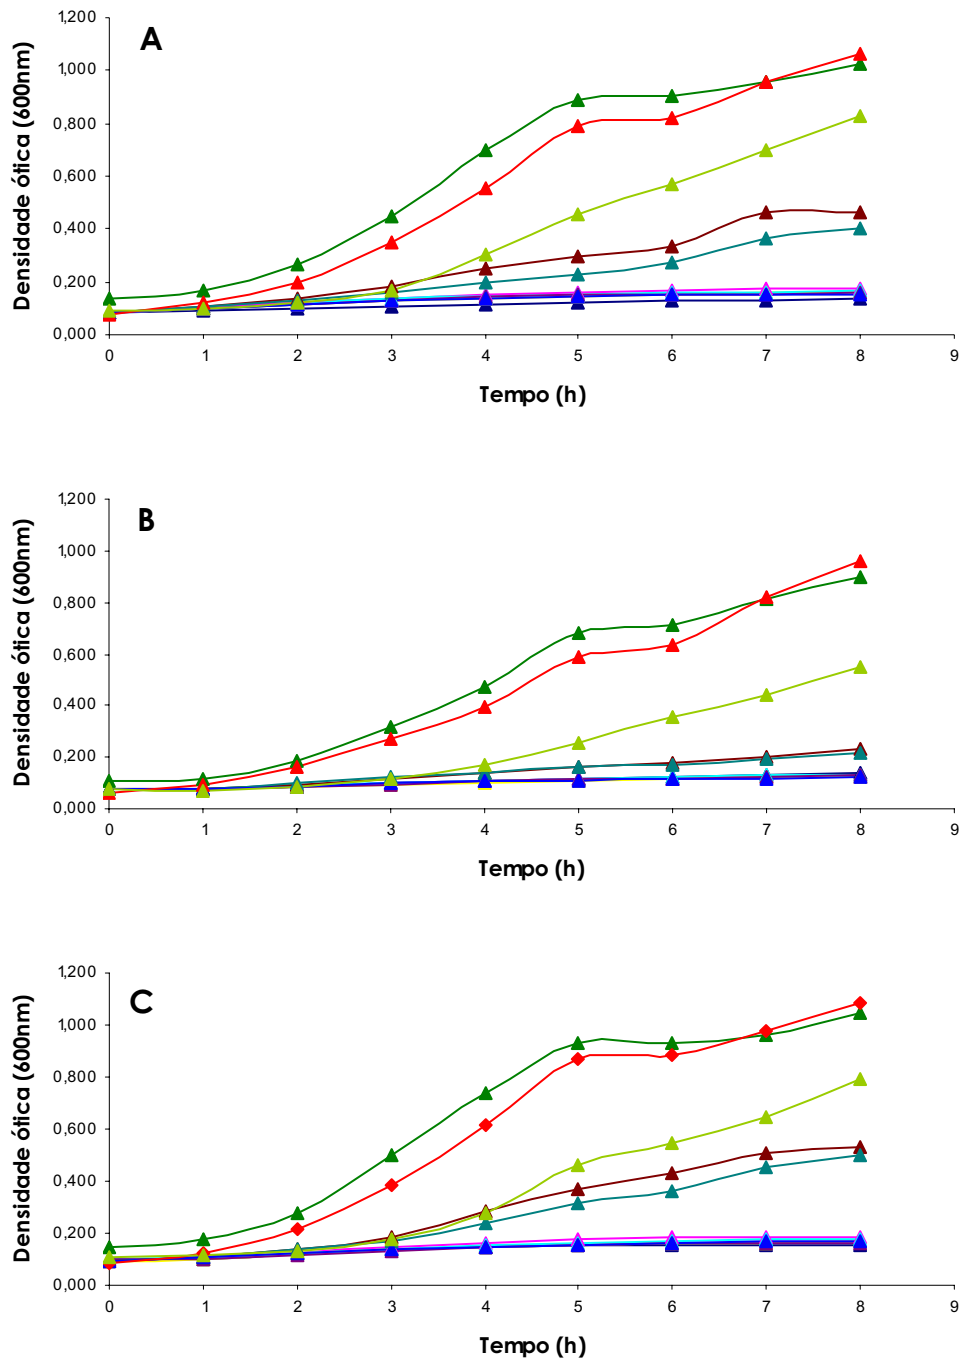 A
Densidade ótica (600nm)
1,200
1,000
0,800
0,600
0,400
0,200
0,000
0 1 2 3 4 5 6 7 8 9
Tempo (h)
B
Densidade ótica (600nm)
1,200
1,000
0,800
0,600
0,400
0,200
0,000
0 1 2 3 4 5 6 7 8 9
Tempo (h)
C
Densidade ótica (600nm)
1,200
1,000
0,800
0,600
0,400
0,200
0,000
0 1 2 3 4 5 6 7 8 9
Tempo (h)